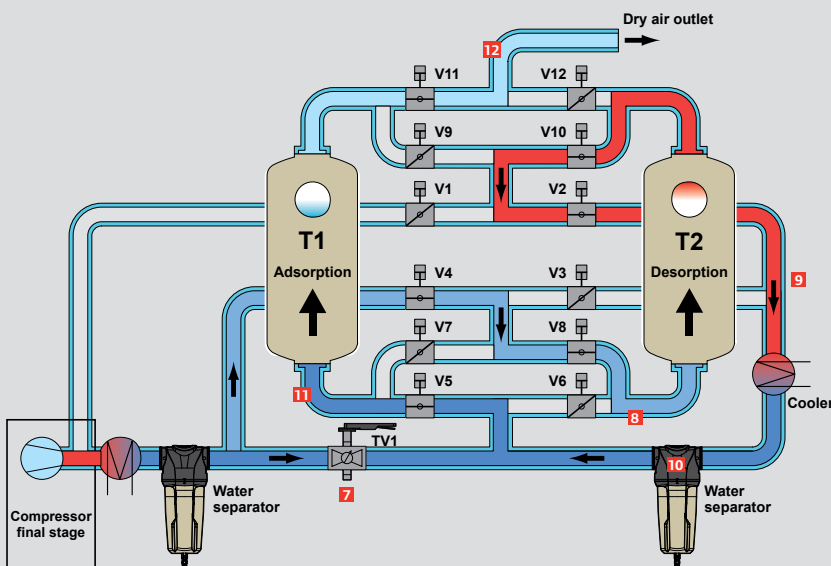 Dry air outlet
12
V11
V12
V9
V10
V1
V2
T1
Adsorption
T2
Desorption
V4
V3
9
V7
V8
V5
V6
11
8
Cooler
TV1
10
7
Water
separator
Water
separator
Compressor
final stage